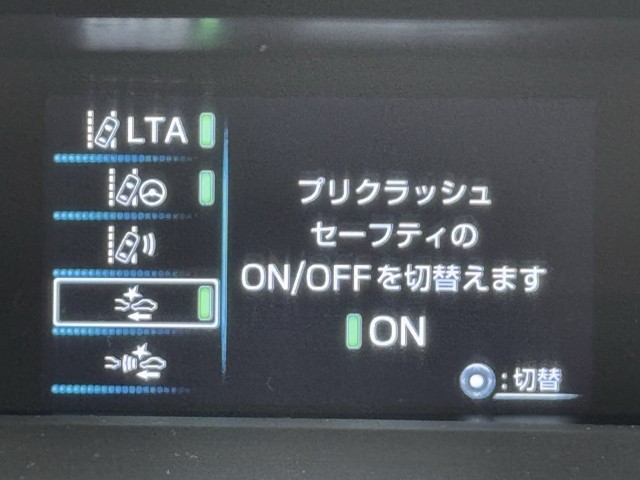 LTA
プリクラッシュ
セーフティの
ON/OFFを切替えます
ON
:切替